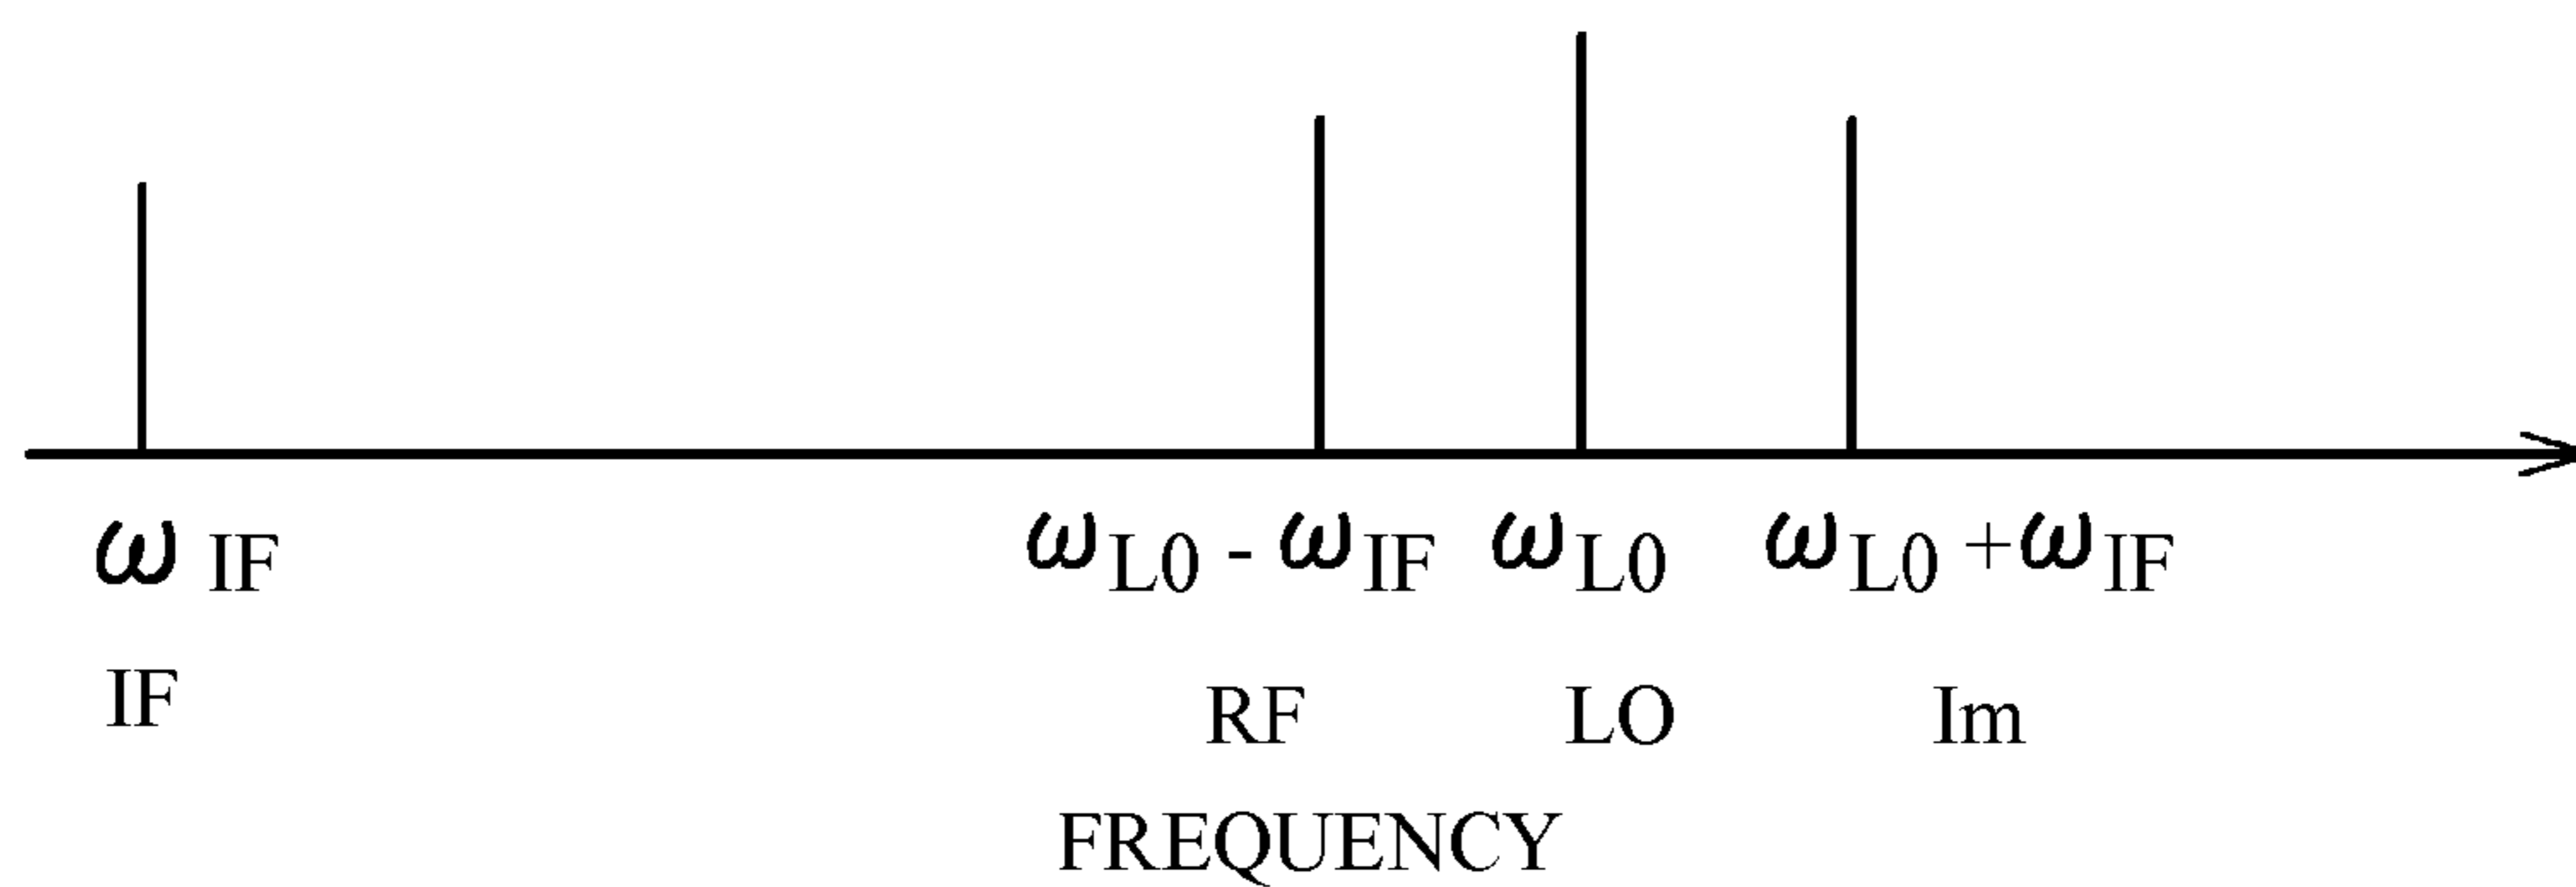 ω IF ω L0 - ω IF ω L0 ω L0 + ω IF
IF RF LO Im
FREQUENCY